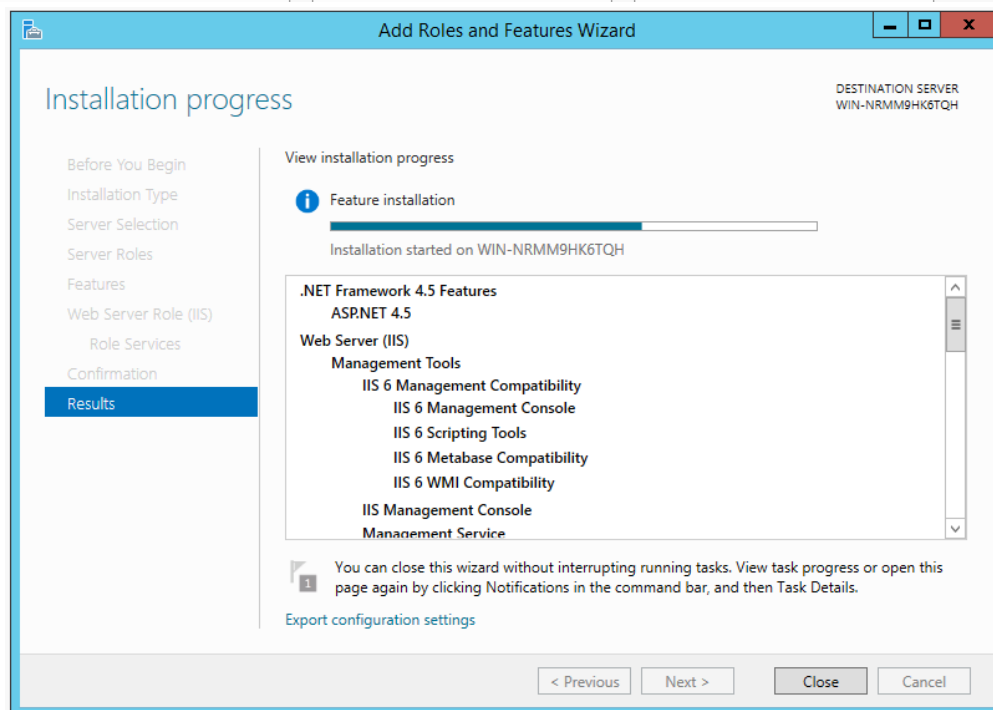 Add Roles and Features Wizard
Installation progress
DESTINATION SERVER
WIN-NRMM9HK6TQH
Before You Begin
Installation Type
Server Selection
Server Roles
Features
Web Server Role (IIS)
Role Services
Confirmation
Results
View installation progress
Feature installation
Installation started on WIN-NRMM9HK6TQH
.NET Framework 4.5 Features
ASP.NET 4.5
Web Server (IIS)
Management Tools
IIS 6 Management Compatibility
IIS 6 Management Console
IIS 6 Scripting Tools
IIS 6 Metabase Compatibility
IIS 6 WMI Compatibility
IIS Management Console
Management Service
1
You can close this wizard without interrupting running tasks. View task progress or open this
page again by clicking Notifications in the command bar, and then Task Details.
Export configuration settings
< Previous
Next >
Close
Cancel